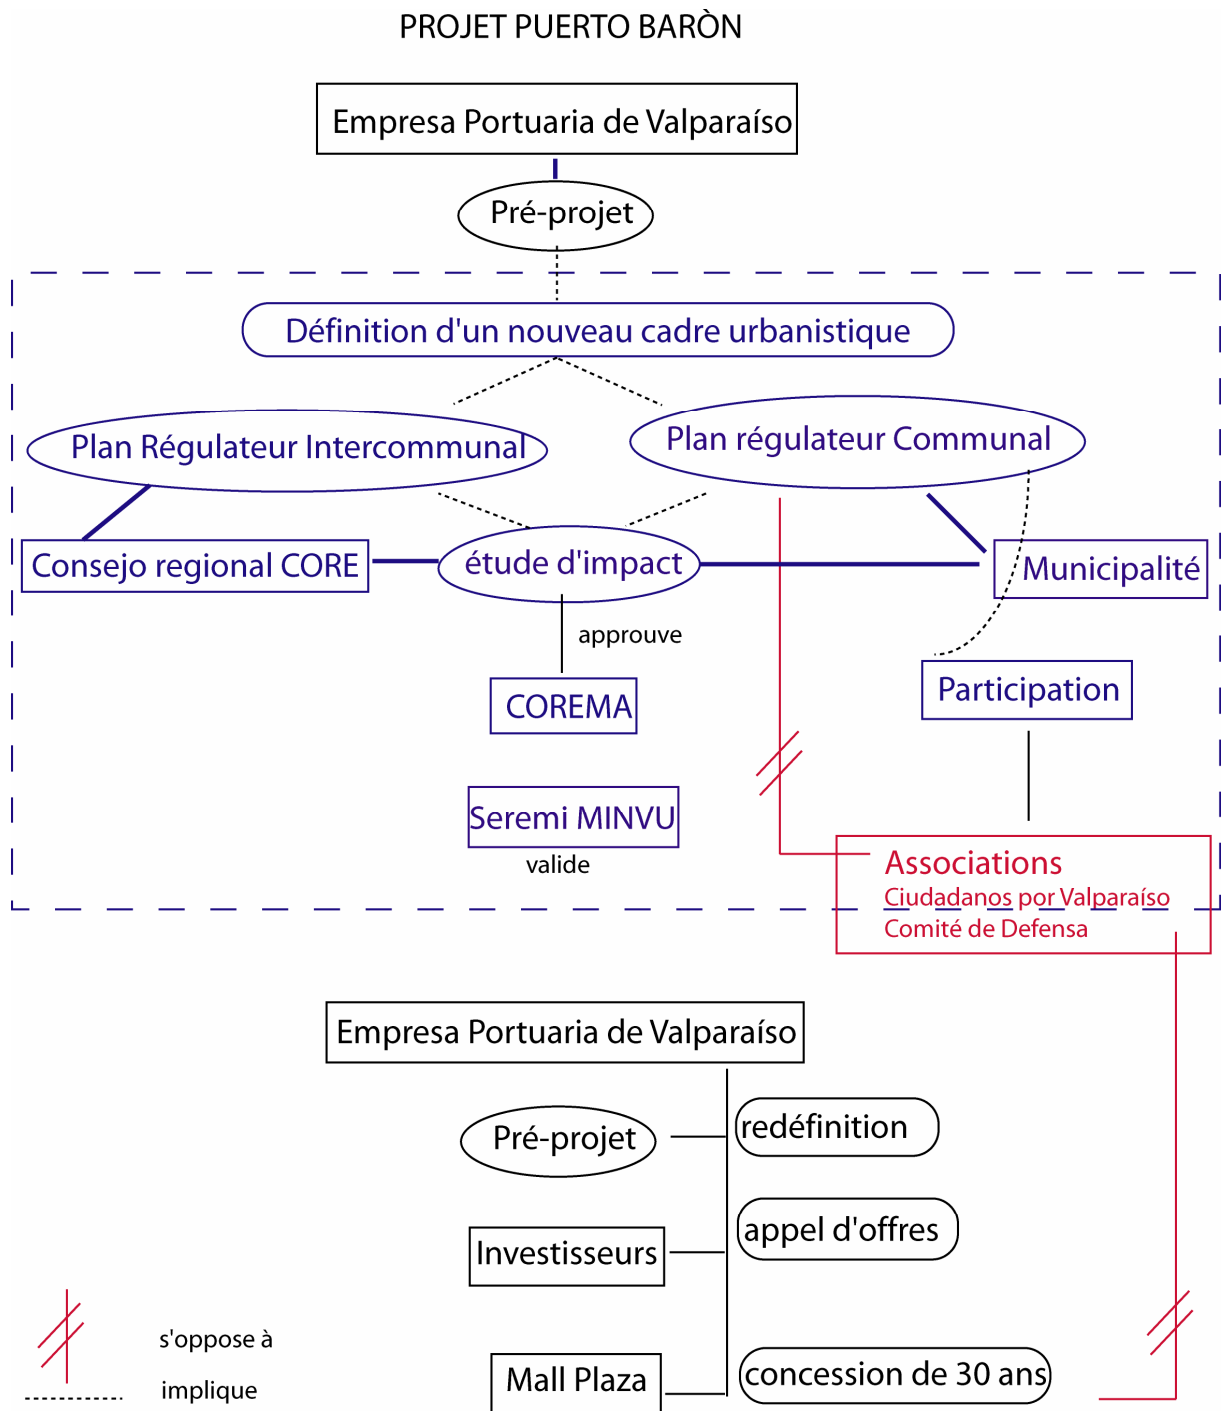 PROJET PUERTO BARÒN
Empresa Portuaria de Valparaíso
Pré-projet
Définition d'un nouveau cadre urbanistique
Plan Régulateur Intercommunal
Plan régulateur Communal
Consejo regional CORE
étude d'impact
Municipalité
approuve
COREMA
Participation
Seremi MINVU
valide
Associations
Ciudadanos por Valparaíso
Comité de Defensa
Empresa Portuaria de Valparaíso
Pré-projet
redéfinition
Investisseurs
appel d'offres
Mall Plaza
concession de 30 ans
s'oppose à
implique